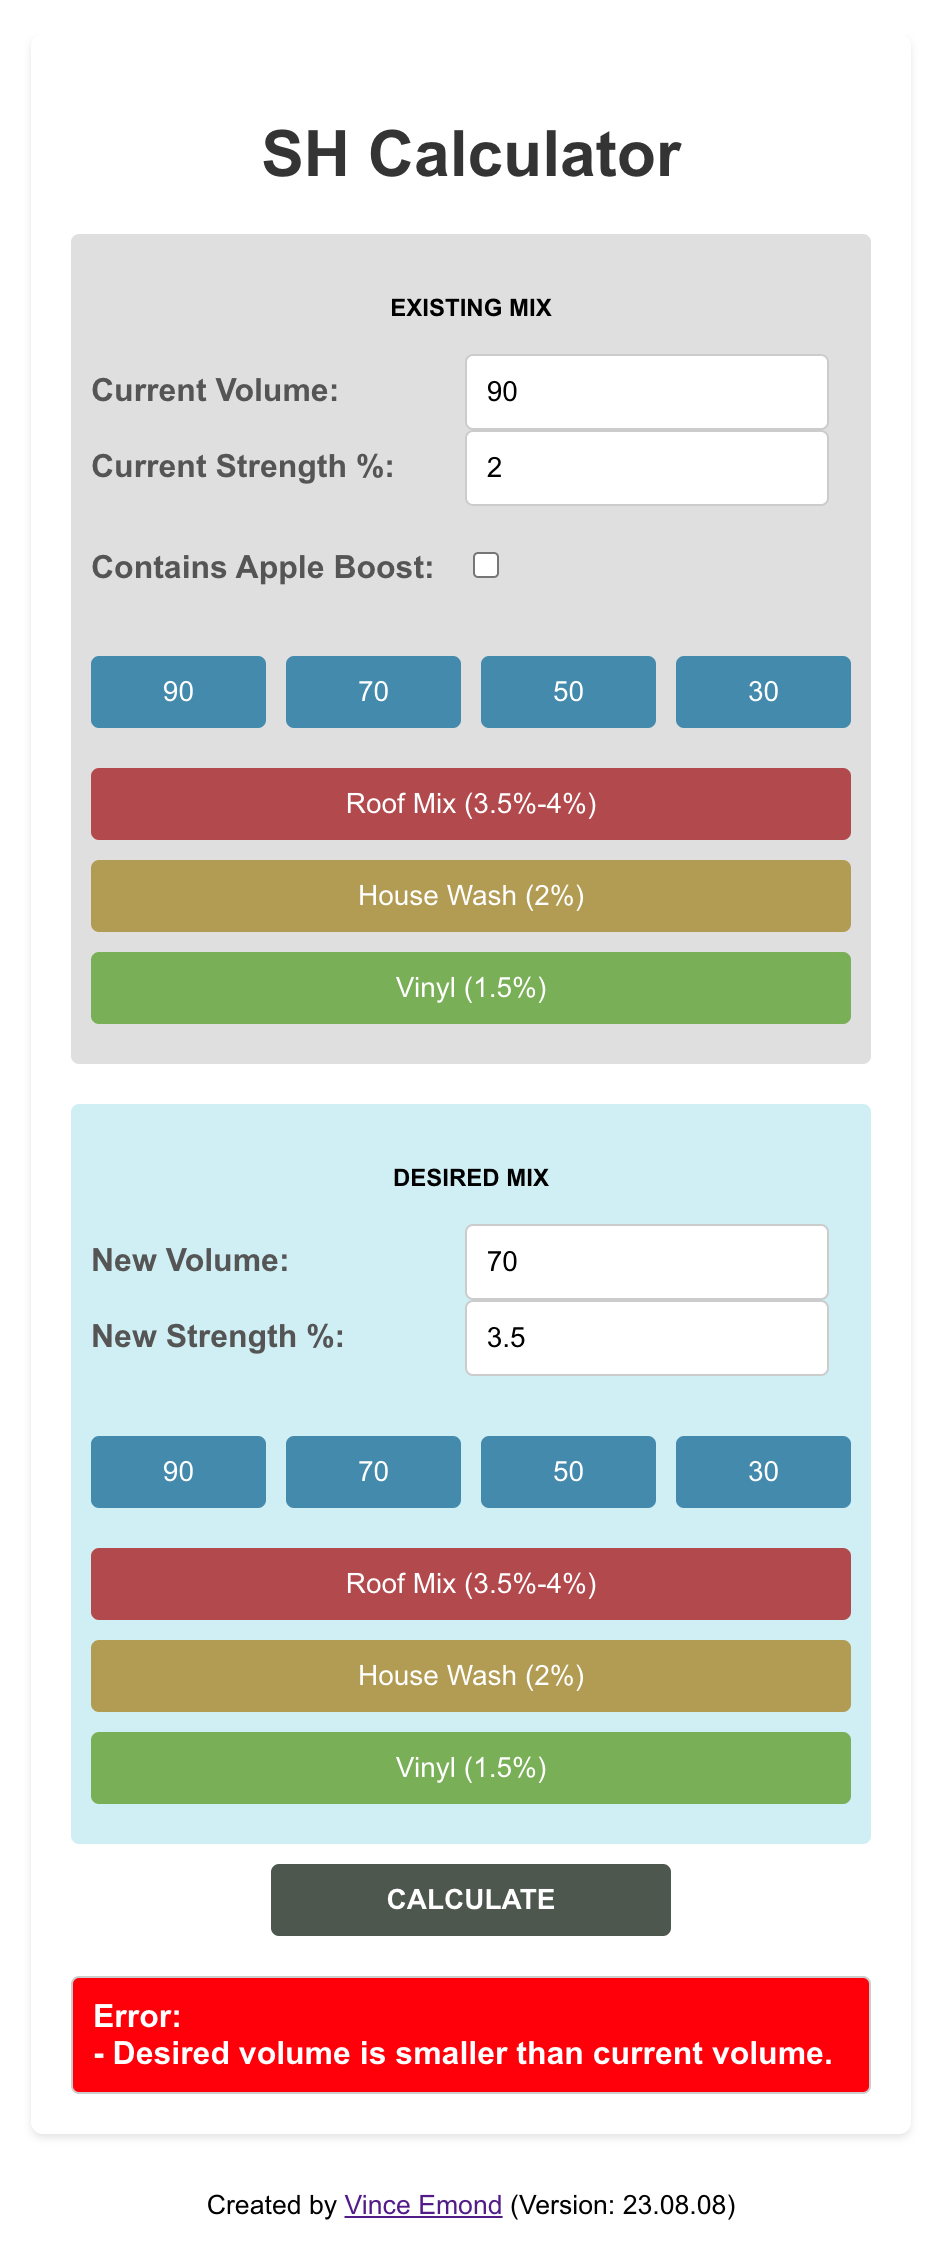 SH Calculator
EXISTING MIX
Current Volume: 90
Current Strength %: 2
Contains Apple Boost:
90 70 50 30
Roof Mix (3.5%-4%)
House Wash (2%)
Vinyl (1.5%)
DESIRED MIX
New Volume: 70
New Strength %: 3.5
90 70 50 30
Roof Mix (3.5%-4%)
House Wash (2%)
Vinyl (1.5%)
CALCULATE
Error:
- Desired volume is smaller than current volume.
Created by Vince Emond (Version: 23.08.08)